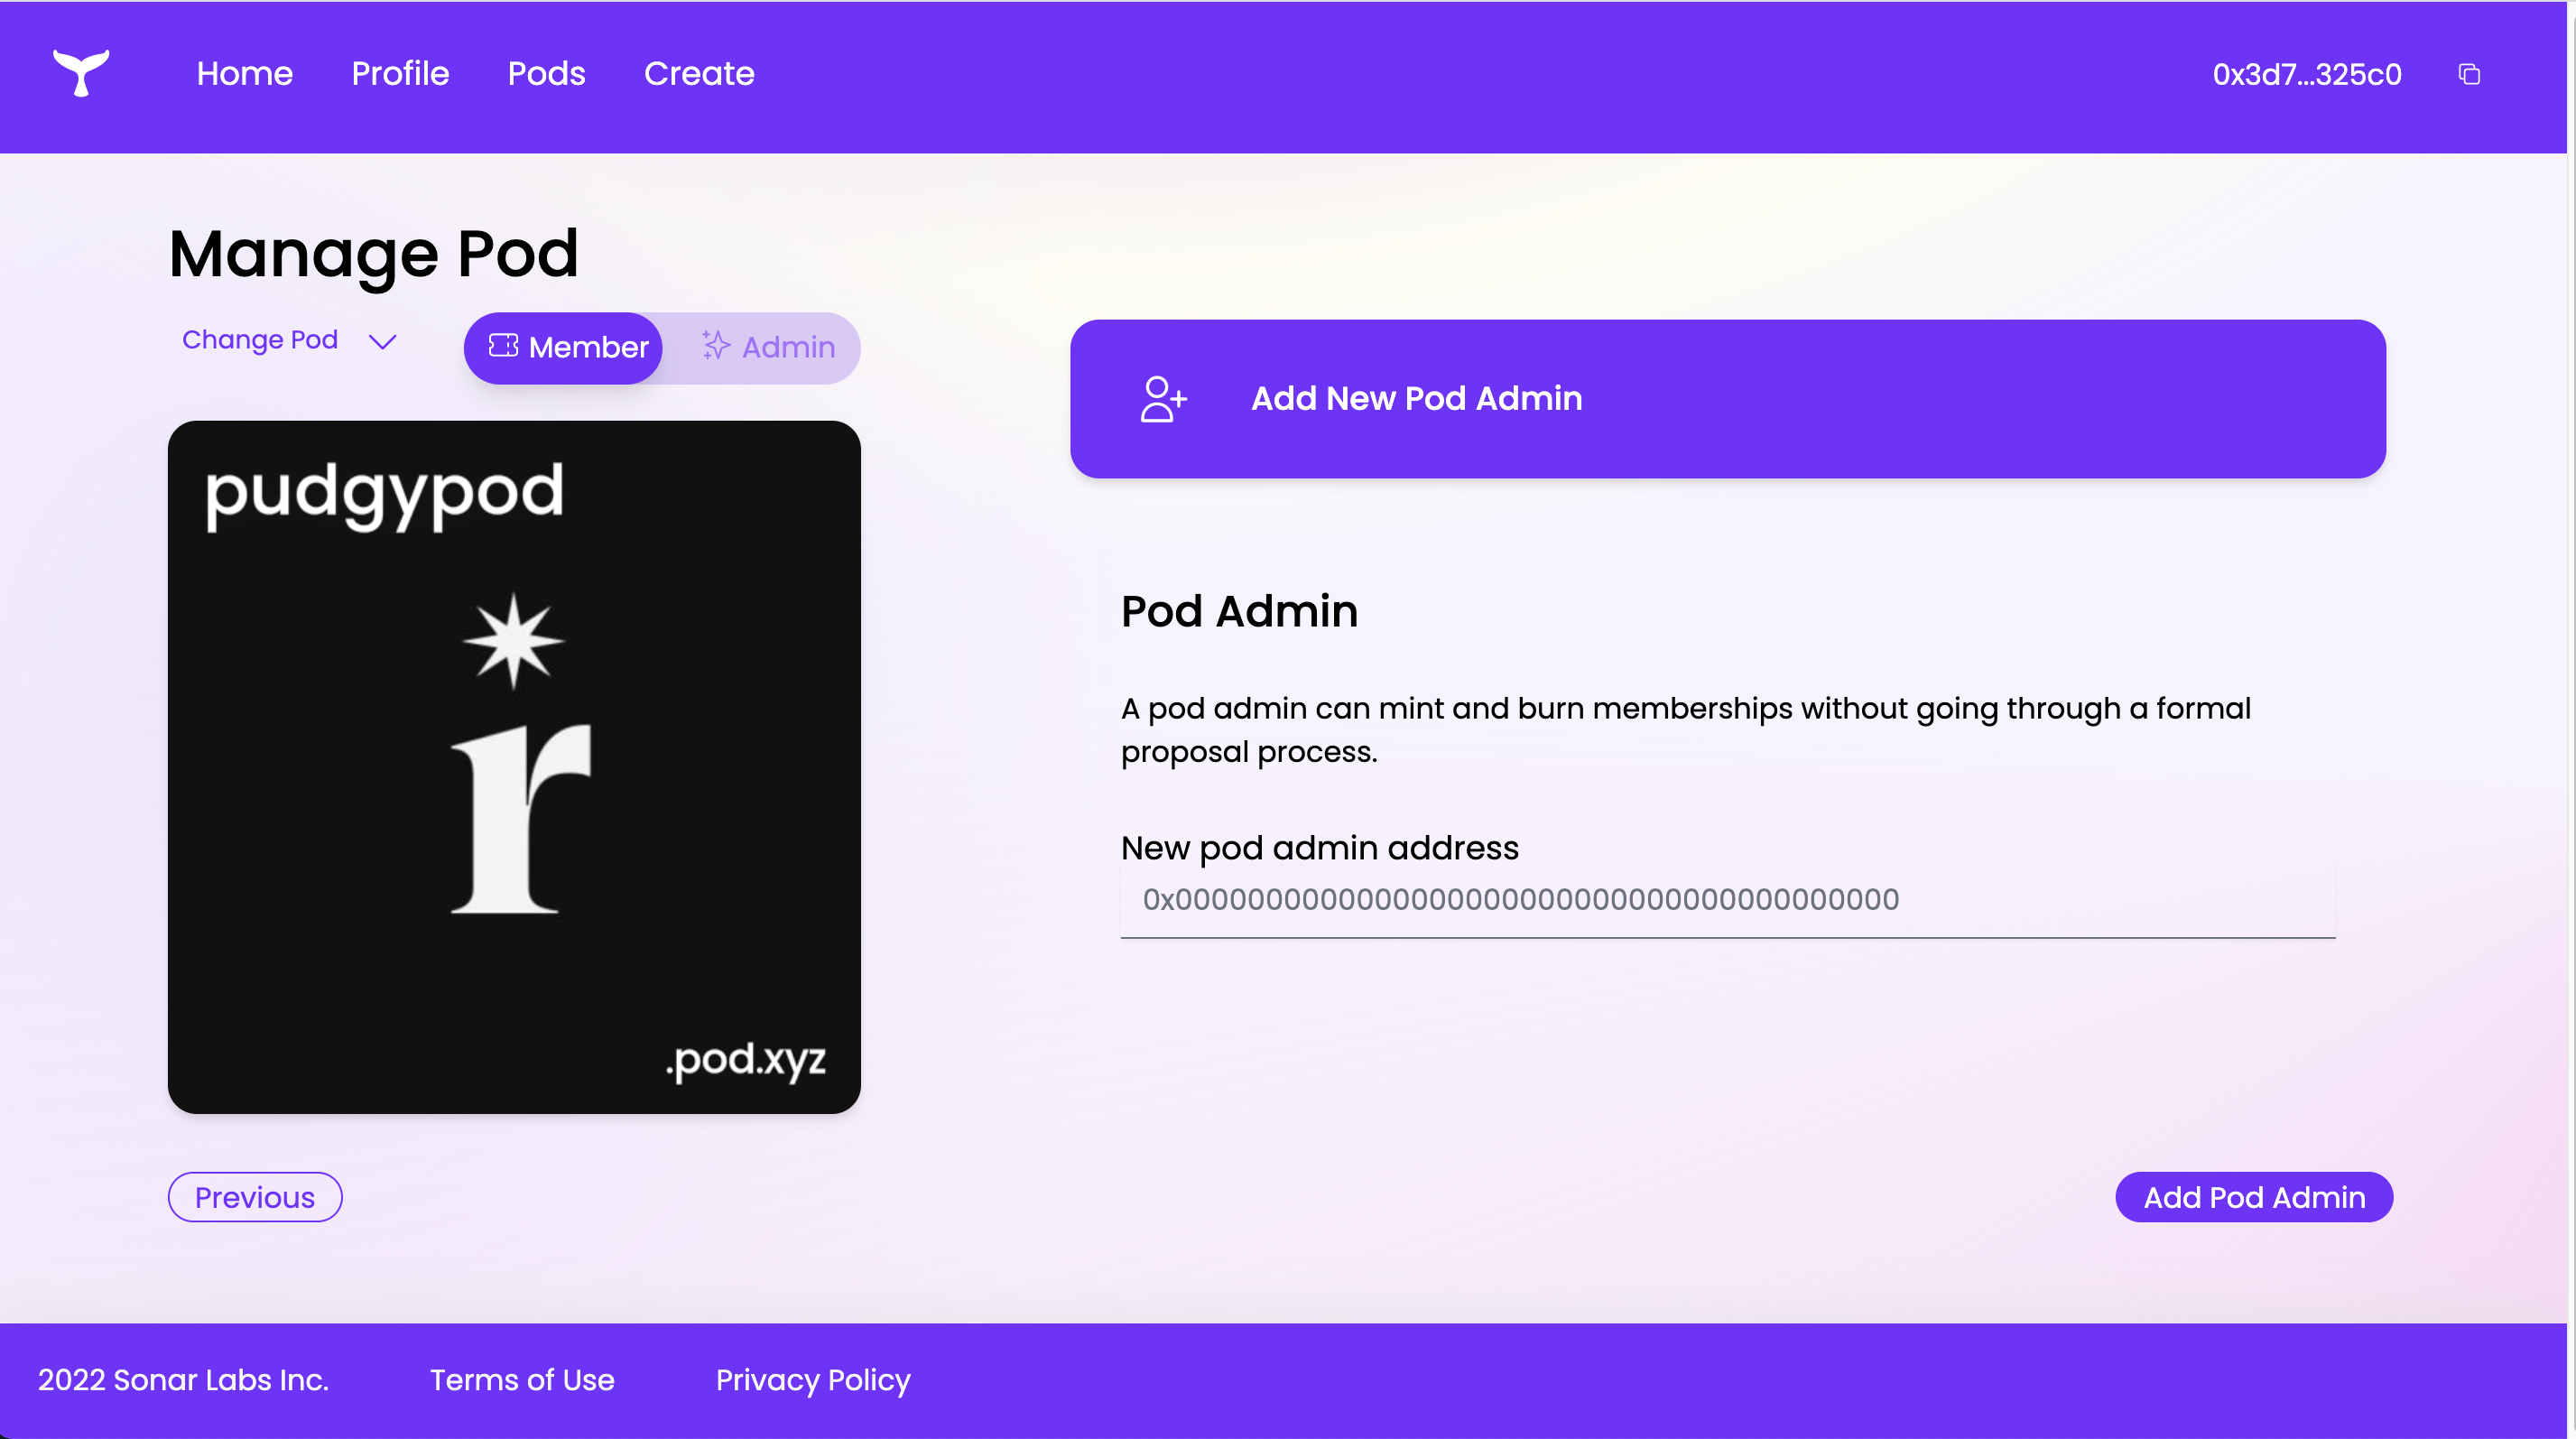 Home Profile Pods Create 0x3d7...325c0
Manage Pod
Change Pod
Member Admin
pudgypod
r
.pod.xyz
Add New Pod Admin
Pod Admin
A pod admin can mint and burn memberships without going through a formal
proposal process.
New pod admin address
0x0000000000000000000000000000000000000000
Previous
Add Pod Admin
2022 Sonar Labs Inc. Terms of Use Privacy Policy